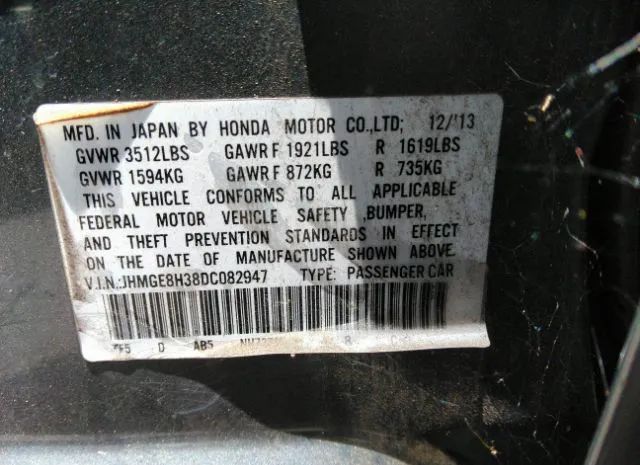 MFD. IN JAPAN BY HONDA MOTOR CO.,LTD; 12/'13
GVWR 3512LBS GAWR F 1921LBS R 1619LBS
GVWR 1594KG GAWR F 872KG R 735KG
THIS VEHICLE CONFORMS TO ALL APPLICABLE
FEDERAL MOTOR VEHICLE SAFETY ,BUMPER,
AND THEFT PREVENTION STANDARDS IN EFFECT
ON THE DATE OF MANUFACTURE SHOWN ABOVE.
V.I.N.:JHMGE8H38DC082947 TYPE: PASSENGER CAR
D AB5